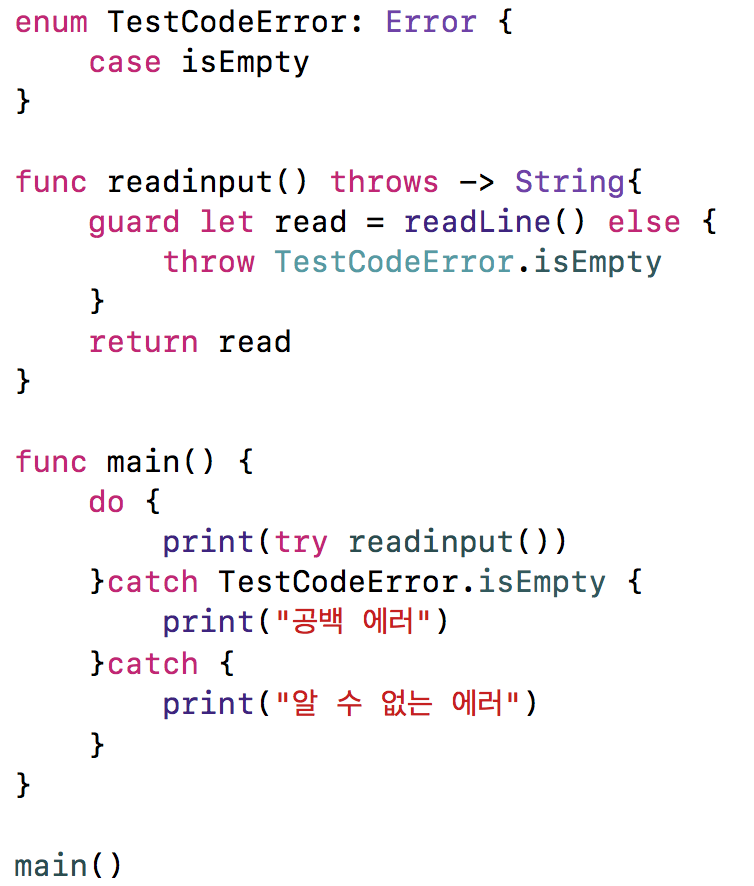 enum TestCodeError: Error {
    case isEmpty
}

func readinput() throws -> String{
    guard let read = readLine() else {
        throw TestCodeError.isEmpty
    }
    return read
}

func main() {
    do {
        print(try readinput())
    }catch TestCodeError.isEmpty {
        print("공백 에러")
    }catch {
        print("알 수 없는 에러")
    }
}

main()